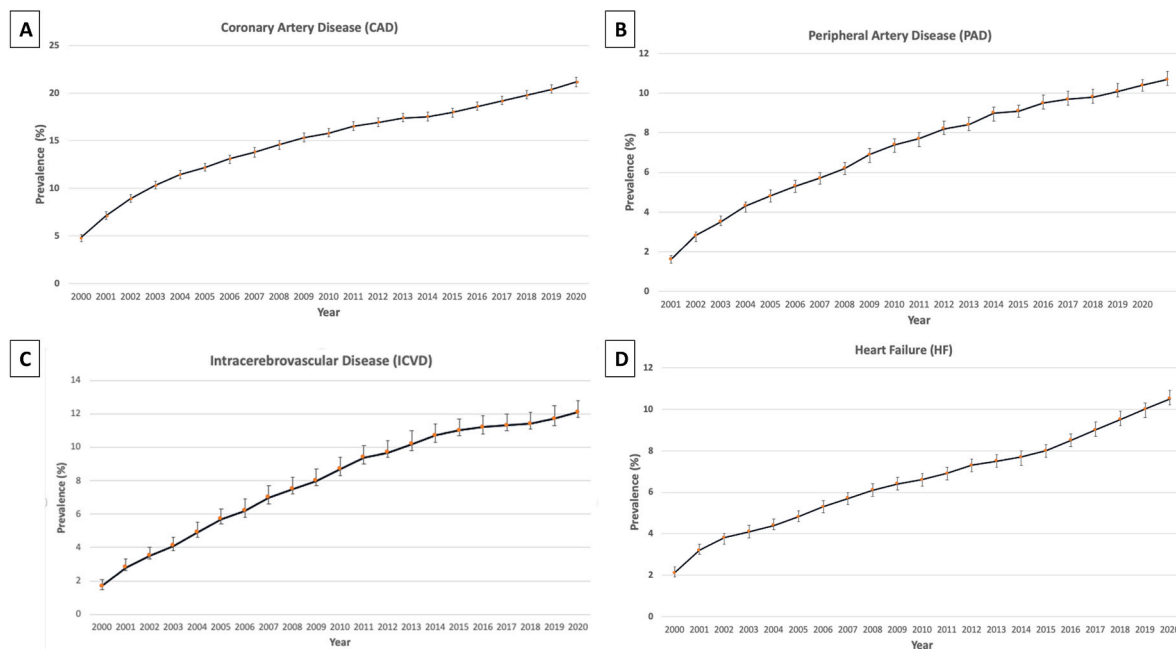 A
Coronary Artery Disease (CAD)
Prevalence (%)
25
20
15
10
5
0
2000 2001 2002 2003 2004 2005 2006 2007 2008 2009 2010 2011 2012 2013 2014 2015 2016 2017 2018 2019 2020
Year
B
Peripheral Artery Disease (PAD)
Prevalence (%)
12
10
8
6
4
2
0
2001 2002 2003 2004 2005 2006 2007 2008 2009 2010 2011 2012 2013 2014 2015 2016 2017 2018 2019 2020
Year
C
Intracerebrovascular Disease (ICVD)
Prevalence (%)
14
12
10
8
6
4
2
0
2000 2001 2002 2003 2004 2005 2006 2007 2008 2009 2010 2011 2012 2013 2014 2015 2016 2017 2018 2019 2020
Year
D
Heart Failure (HF)
Prevalence (%)
12
10
8
6
4
2
0
2000 2001 2002 2003 2004 2005 2006 2007 2008 2009 2010 2011 2012 2013 2014 2015 2016 2017 2018 2019 2020
Year